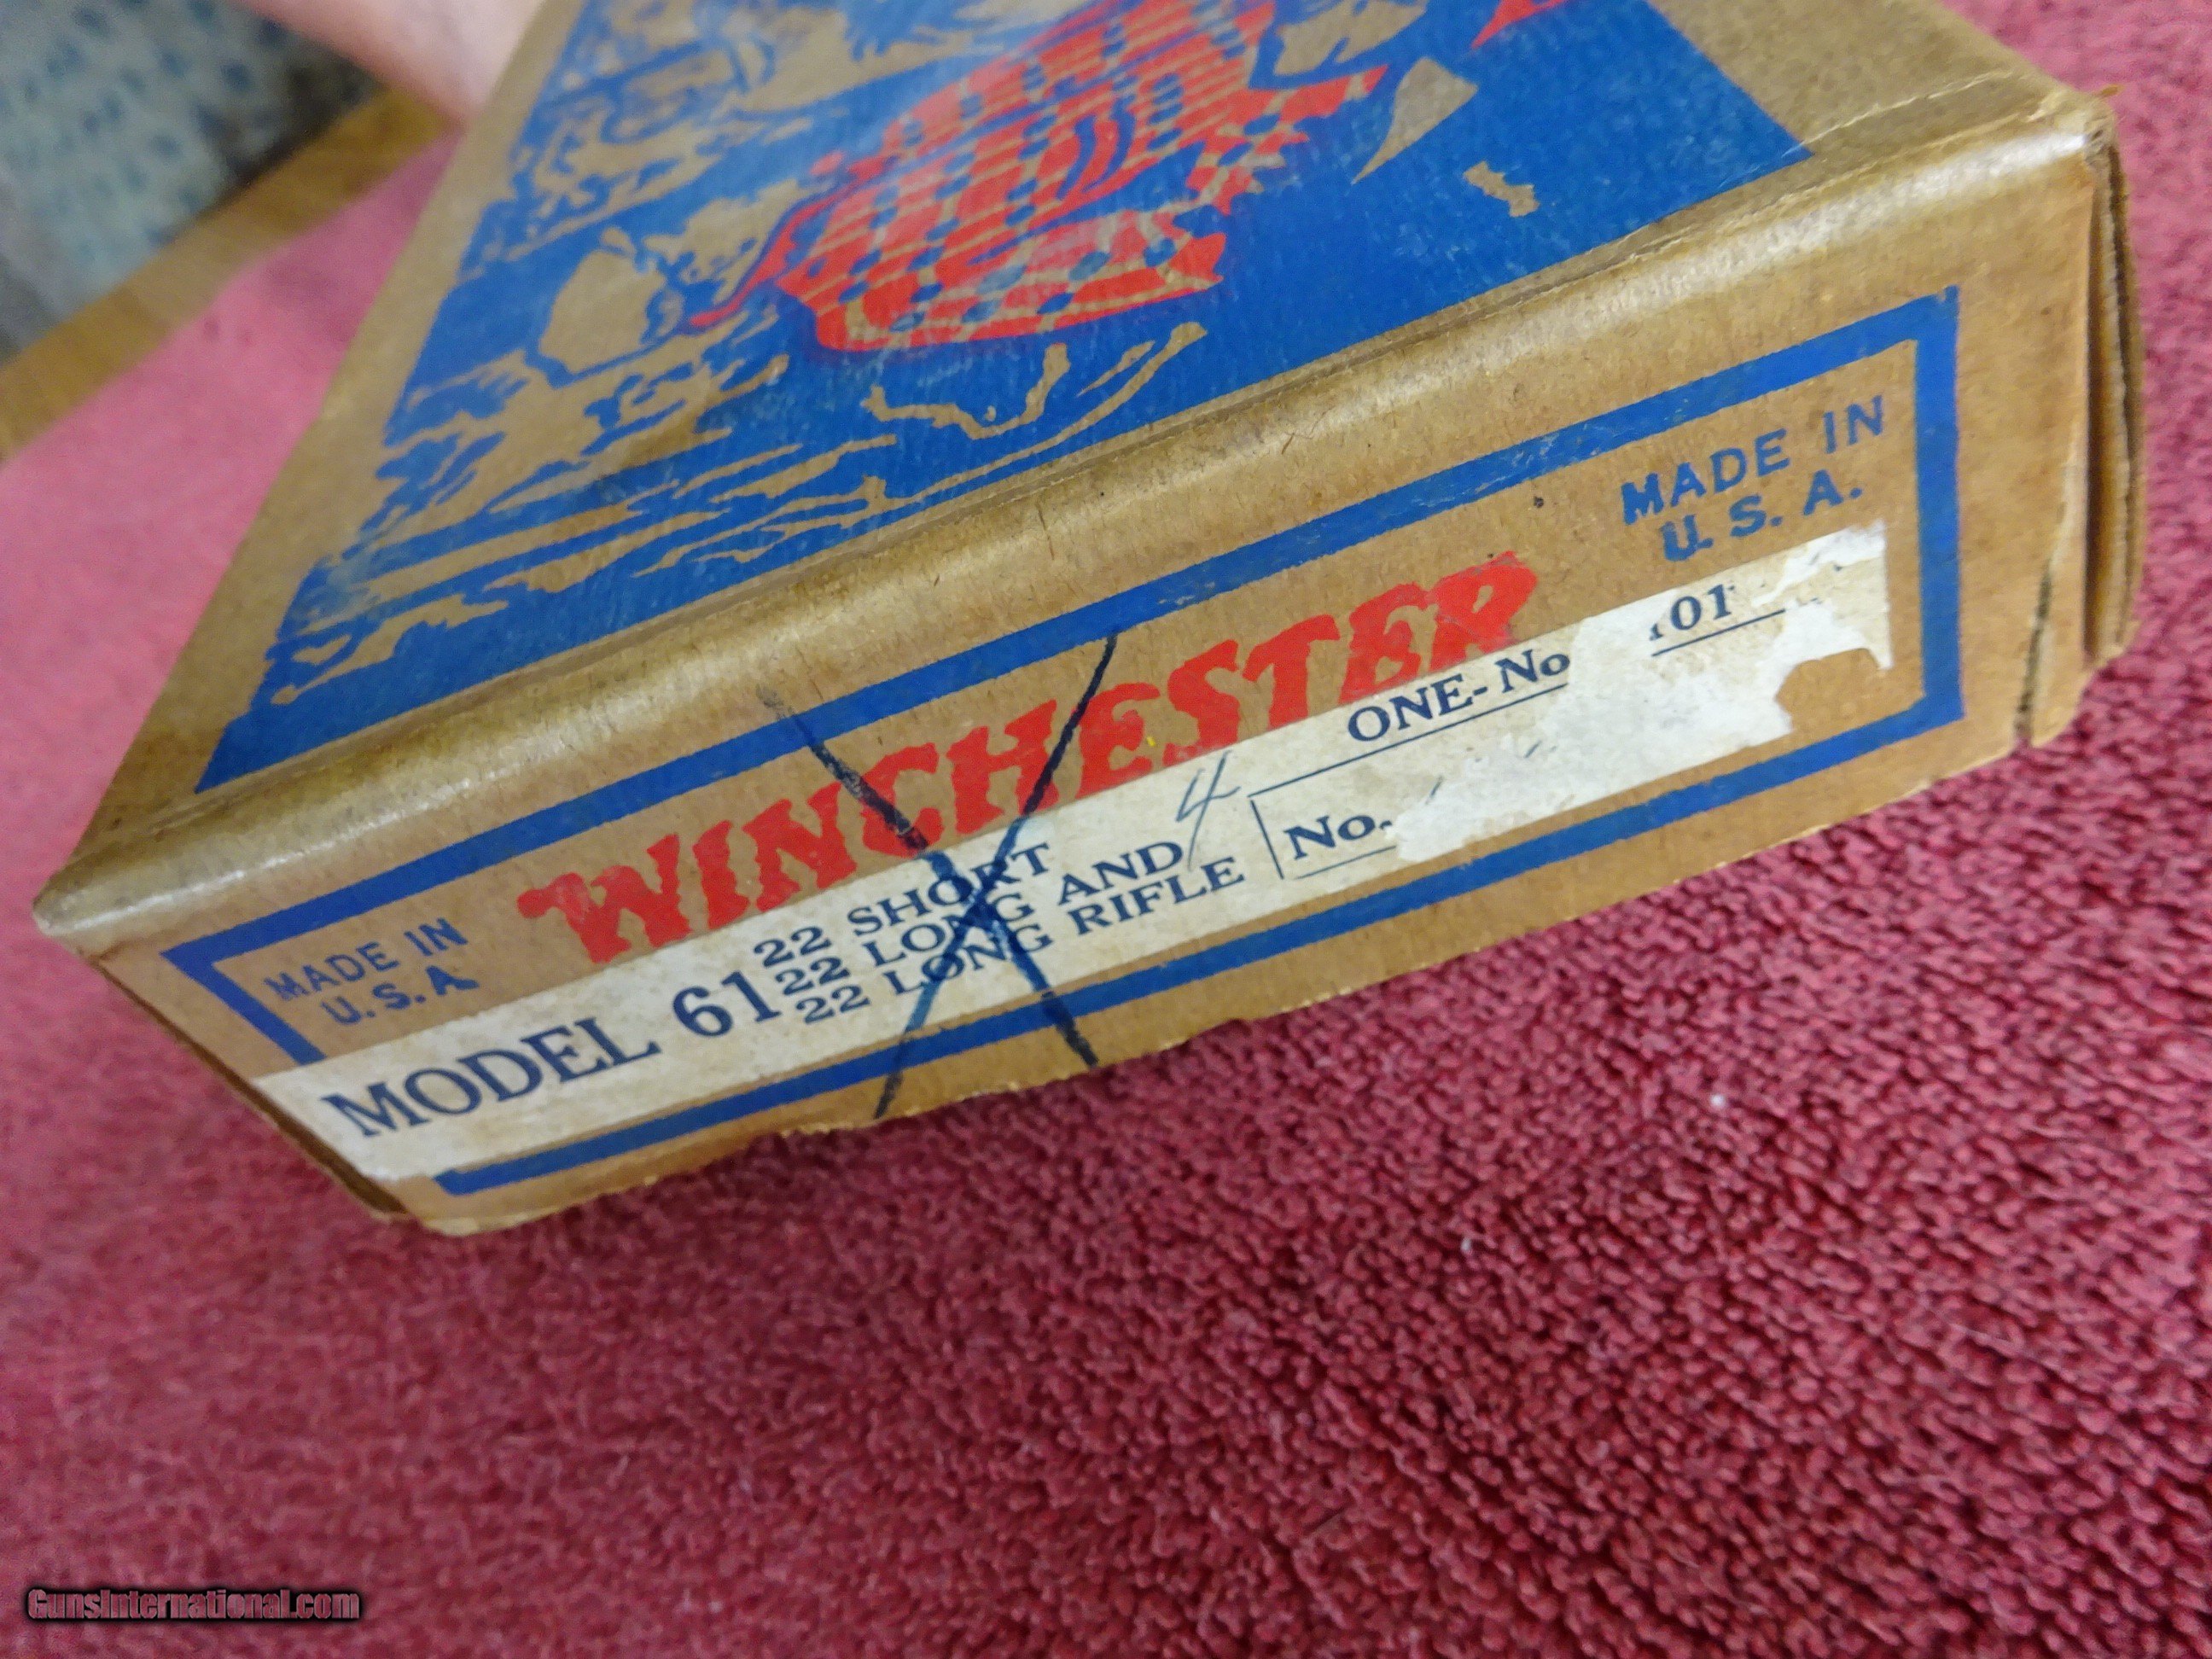 MADE IN
U.S.A.
WINCHESTER
MADE IN
U.S.A.
MODEL 61
22 SHORT
22 LONG AND
22 LONG RIFLE
4
ONE-No
No.
GunsInternational.com